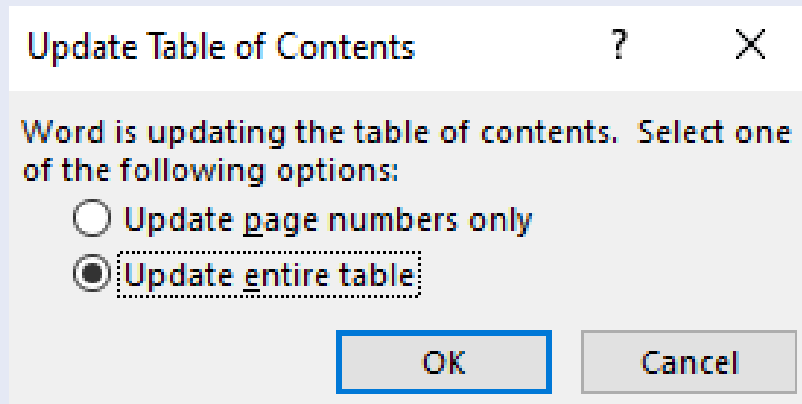 Update Table of Contents ?
Word is updating the table of contents. Select one
of the following options:
Update page numbers only
Update entire table
OK Cancel